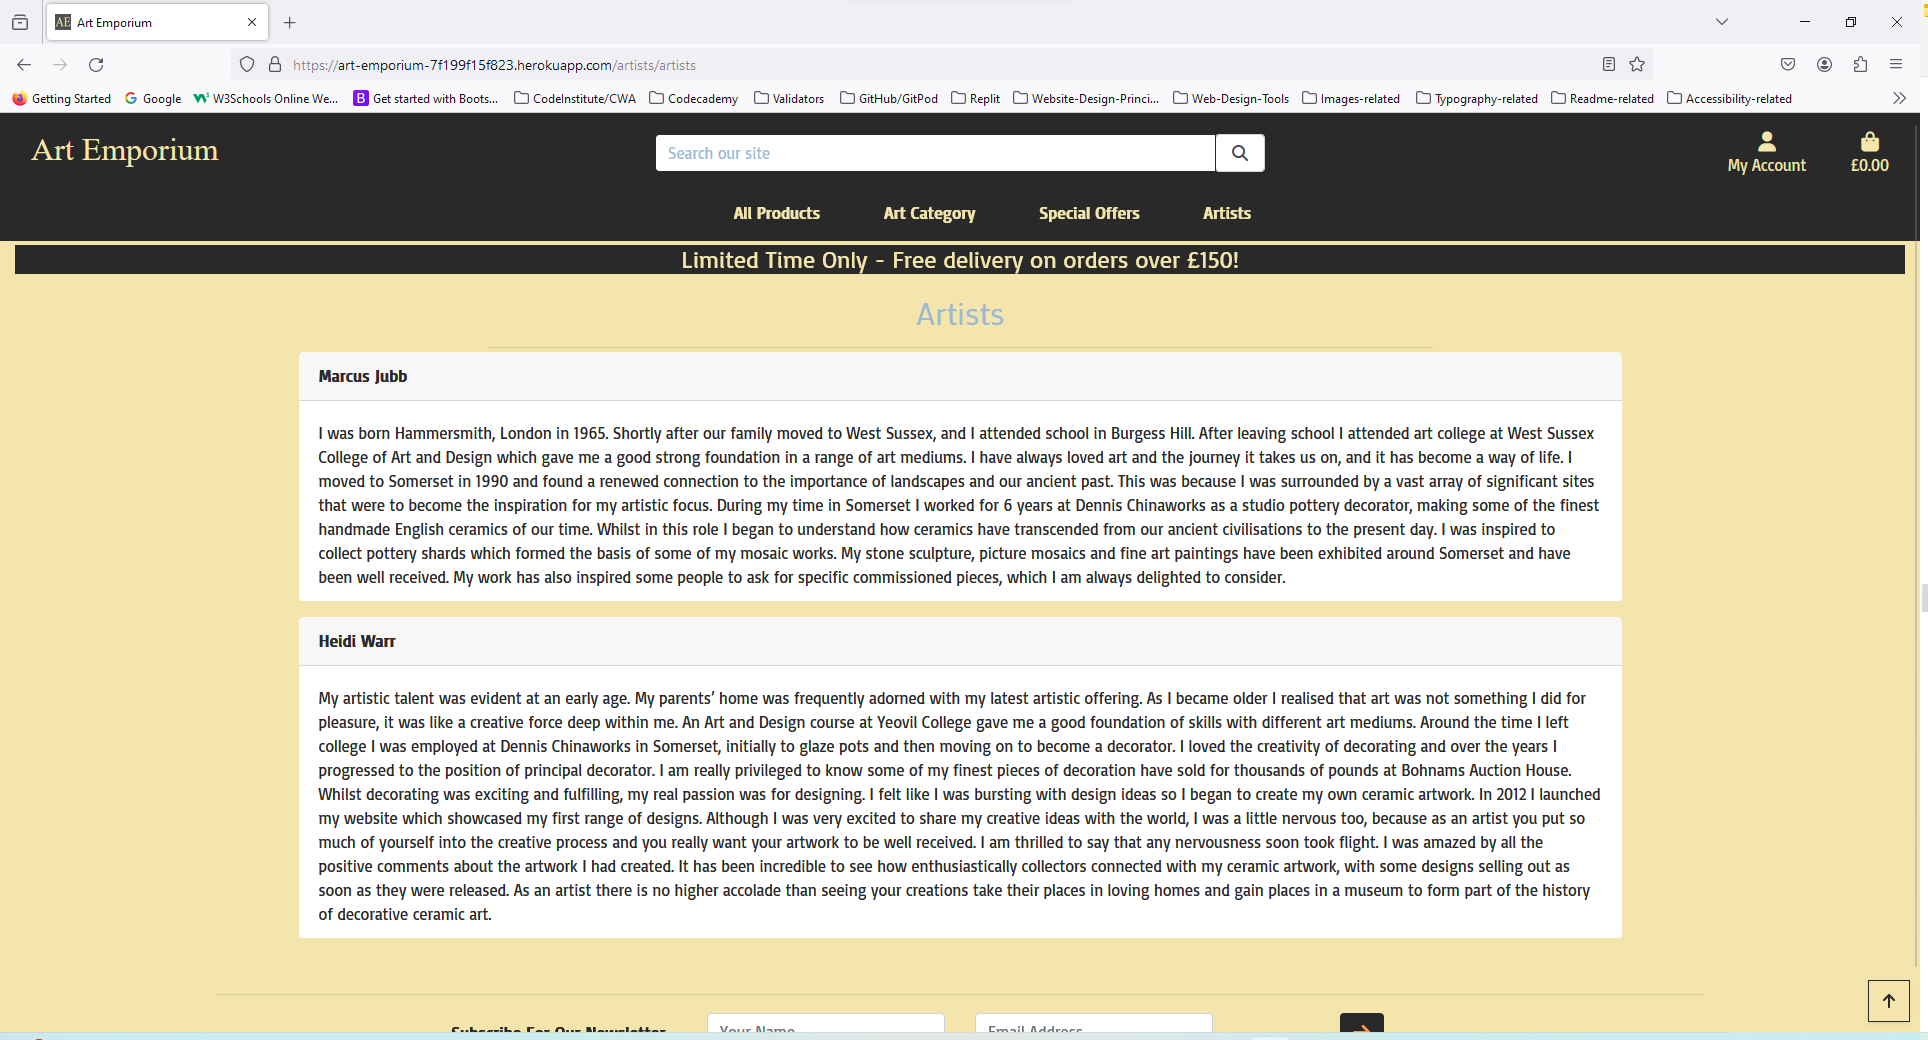 Art Emporium
https://art-emporium-7f199f15f823.herokuapp.com/artists/artists
Getting Started Google W3Schools Online We... Get started with Boots... CodeInstitute/CWA Codecademy Validators GitHub/GitPod Replit Website-Design-Princi... Web-Design-Tools Images-related Typography-related Readme-related Accessibility-related
Art Emporium
Search our site
My Account
£0.00
All Products Art Category Special Offers Artists
Limited Time Only - Free delivery on orders over £150!
Artists
Marcus Jubb
I was born Hammersmith, London in 1965. Shortly after our family moved to West Sussex, and I attended school in Burgess Hill. After leaving school I attended art college at West Sussex
College of Art and Design which gave me a good strong foundation in a range of art mediums. I have always loved art and the journey it takes us on, and it has become a way of life. I
moved to Somerset in 1990 and found a renewed connection to the importance of landscapes and our ancient past. This was because I was surrounded by a vast array of significant sites
that were to become the inspiration for my artistic focus. During my time in Somerset I worked for 6 years at Dennis Chinaworks as a studio pottery decorator, making some of the finest
handmade English ceramics of our time. Whilst in this role I began to understand how ceramics have transcended from our ancient civilisations to the present day. I was inspired to
collect pottery shards which formed the basis of some of my mosaic works. My stone sculpture, picture mosaics and fine art paintings have been exhibited around Somerset and have
been well received. My work has also inspired some people to ask for specific commissioned pieces, which I am always delighted to consider.
Heidi Warr
My artistic talent was evident at an early age. My parents’ home was frequently adorned with my latest artistic offering. As I became older I realised that art was not something I did for
pleasure, it was like a creative force deep within me. An Art and Design course at Yeovil College gave me a good foundation of skills with different art mediums. Around the time I left
college I was employed at Dennis Chinaworks in Somerset, initially to glaze pots and then moving on to become a decorator. I loved the creativity of decorating and over the years I
progressed to the position of principal decorator. I am really privileged to know some of my finest pieces of decoration have sold for thousands of pounds at Bohnams Auction House.
Whilst decorating was exciting and fulfilling, my real passion was for designing. I felt like I was bursting with design ideas so I began to create my own ceramic artwork. In 2012 I launched
my website which showcased my first range of designs. Although I was very excited to share my creative ideas with the world, I was a little nervous too, because as an artist you put so
much of yourself into the creative process and you really want your artwork to be well received. I am thrilled to say that any nervousness soon took flight. I was amazed by all the
positive comments about the artwork I had created. It has been incredible to see how enthusiastically collectors connected with my ceramic artwork, with some designs selling out as
soon as they were released. As an artist there is no higher accolade than seeing your creations take their places in loving homes and gain places in a museum to form part of the history
of decorative ceramic art.
Subscribe For Our Newsletter Your Name Email Address